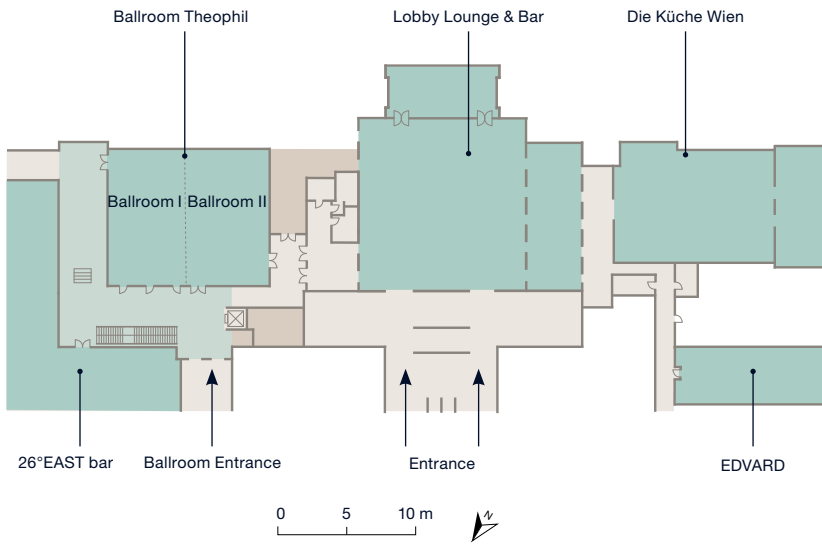 Ballroom Theophil
Lobby Lounge & Bar
Die Küche Wien
Ballroom I
Ballroom II
26°EAST bar
Ballroom Entrance
Entrance
EDVARD
0 5 10 m
N